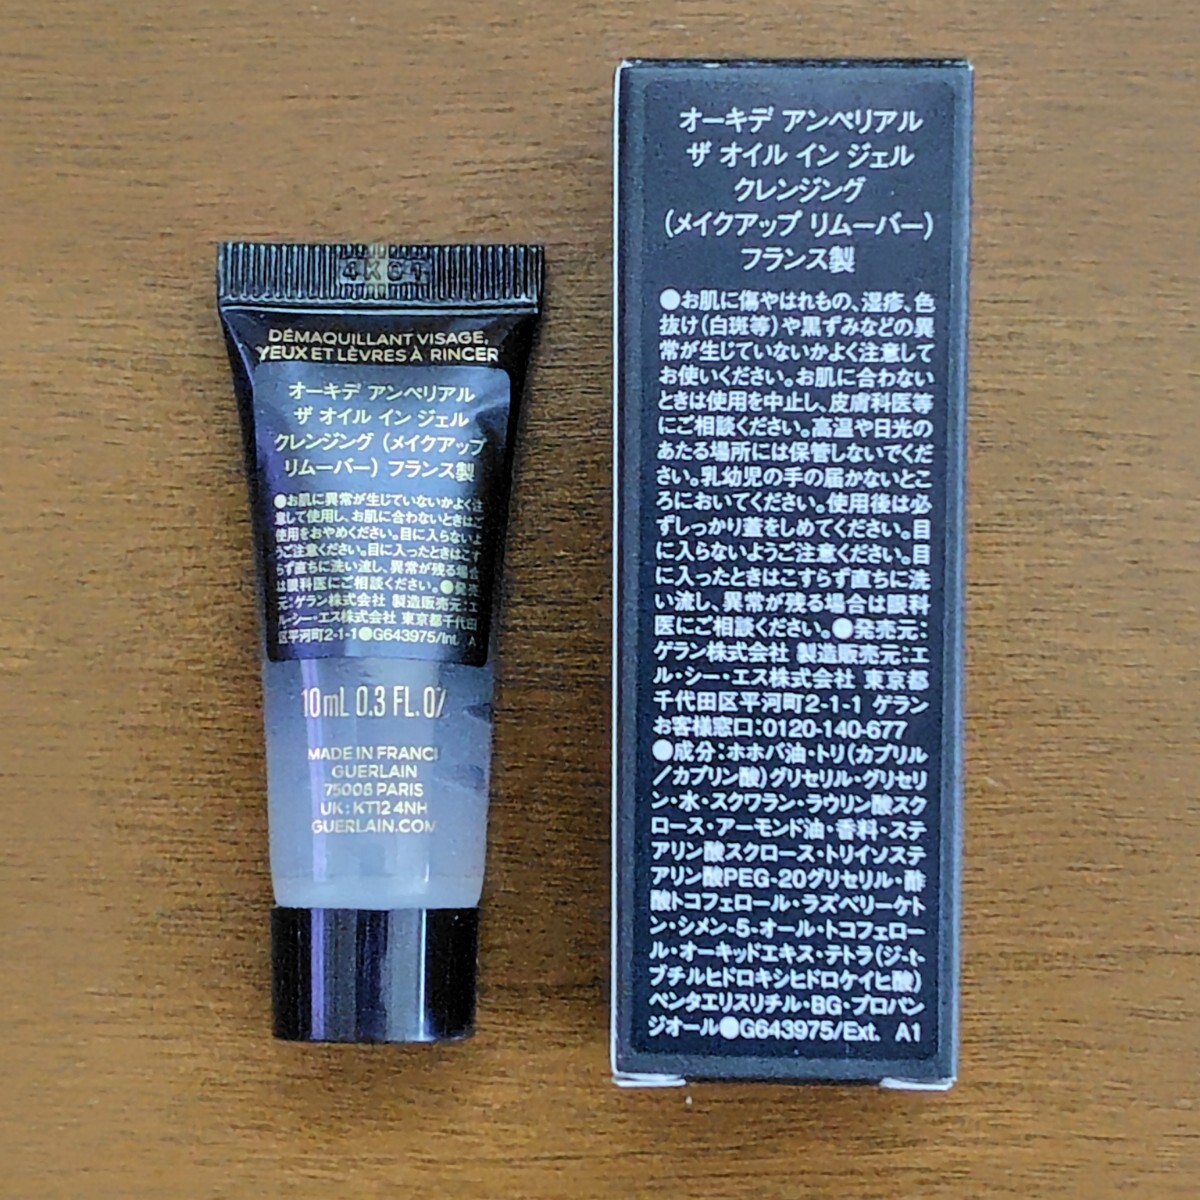 4K01
DÉMAQUILLANT VISAGE,
YEUX ET LÈVRES À RINCER
オーキデ アンペリアル
ザ オイル イン ジェル
クレンジング (メイクアップ
リムーバー) フランス製
●お肌に異常が生じていないかよく注
意して使用し、お肌に合わないときはご
使用をおやめください。目に入らないよ
うご注意ください。目に入ったときはこす
らず直ちに洗い流し、異常が残る場合
は眼科医にご相談ください。●発売
元:ゲラン株式会社 製造販売元:エ
ル・シー・エス株式会社 東京都千代田
区平河町2-1-1●G643975/Int. A
10mL 0.3 FL.OZ
MADE IN FRANC
GUERLAIN
75008 PARIS
UK: KT12 4NH
GUERLAIN.COM
オーキデ アンペリアル
ザ オイル イン ジェル
クレンジング
(メイクアップ リムーバー)
フランス製
●お肌に傷やはれもの、湿疹、色
抜け(白斑等)や黒ずみなどの異
常が生じていないかよく注意して
お使いください。お肌に合わない
ときは使用を中止し、皮膚科医等
にご相談ください。高温や日光の
あたる場所には保管しないでくだ
さい。乳幼児の手の届かないとこ
ろにおいてください。使用後は必
ずしっかり蓋をしめてください。目
に入らないようご注意ください。目
に入ったときはこすらず直ちに洗
い流し、異常が残る場合は眼科
医にご相談ください。●発売元:
ゲラン株式会社 製造販売元:エ
ル・シー・エス株式会社 東京都
千代田区平河町2-1-1 ゲラン
お客様窓口:0120-140-677
●成分:ホホバ油・トリ(カプリル
/カプリン酸)グリセリル・グリセリ
ン・水・スクワラン・ラウリン酸スク
ロース・アーモンド油・香料・ステ
アリン酸スクロース・トリイソステ
アリン酸PEG-20グリセリル・酢
酸トコフェロール・ラズベリーケト
ン・シメン-5-オール・トコフェロー
ル・オーキッドエキス・テトラ(ジ-t-
ブチルヒドロキシヒドロケイヒ酸)
ペンタエリスリチル・BG・プロパン
ジオール●G643975/Ext. A1